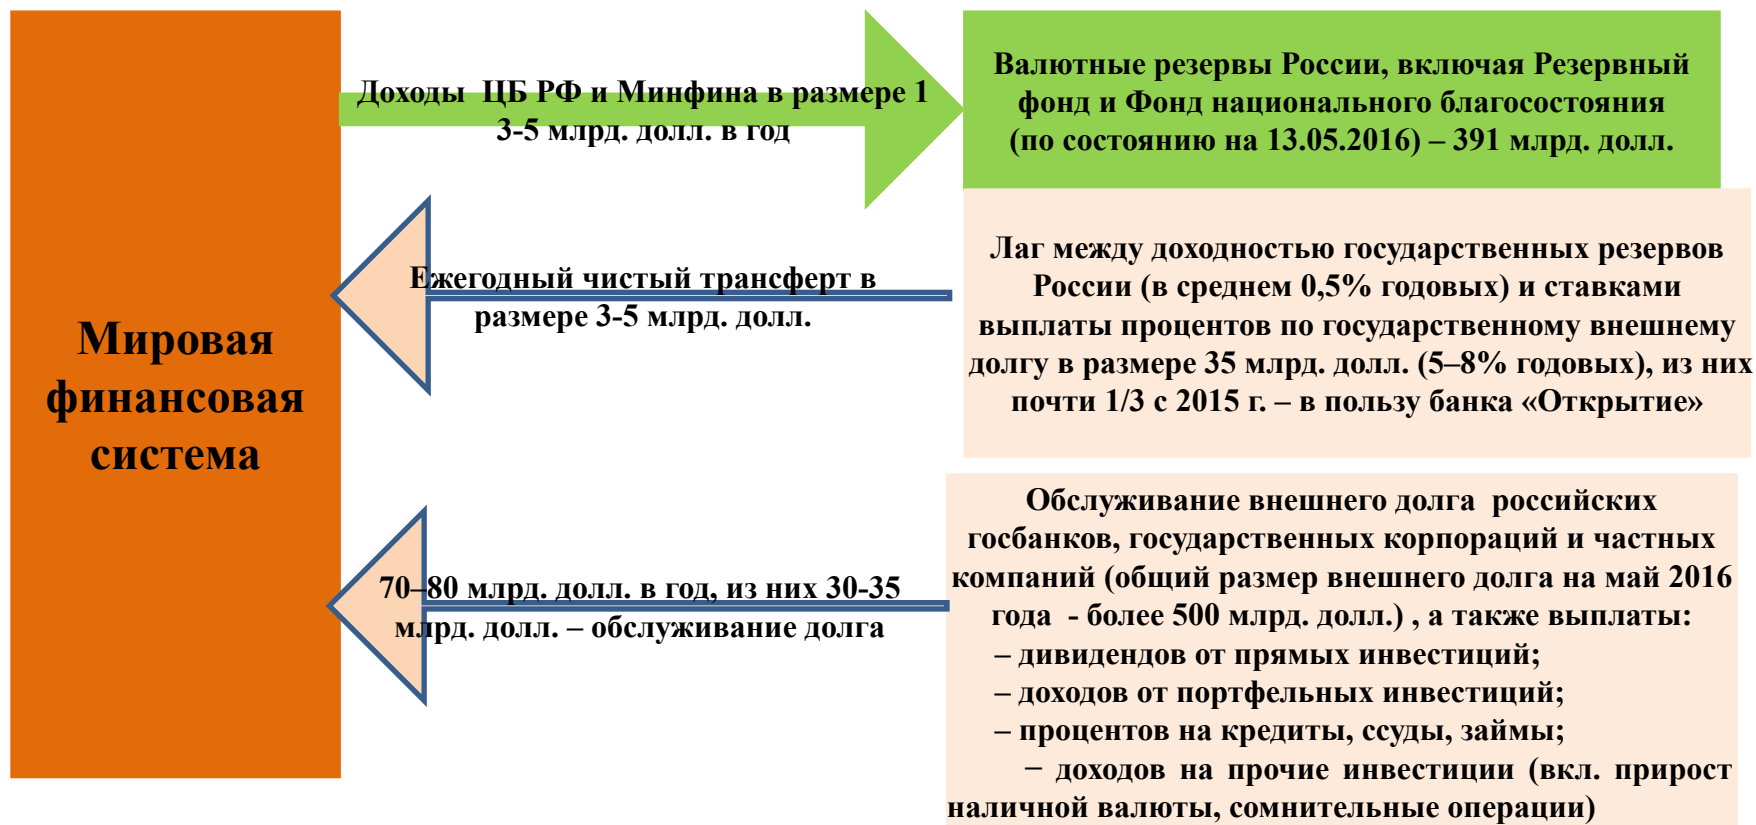 Мировая
финансовая
система
Доходы ЦБ РФ и Минфина в размере 1
3-5 млрд. долл. в год
Валютные резервы России, включая Резервный
фонд и Фонд национального благосостояния
(по состоянию на 13.05.2016) – 391 млрд. долл.
Ежегодный чистый трансферт в
размере 3-5 млрд. долл.
Лаг между доходностью государственных резервов
России (в среднем 0,5% годовых) и ставками
выплаты процентов по государственному внешнему
долгу в размере 35 млрд. долл. (5–8% годовых), из них
почти 1/3 с 2015 г. – в пользу банка «Открытие»
70–80 млрд. долл. в год, из них 30-35
млрд. долл. – обслуживание долга
Обслуживание внешнего долга российских
госбанков, государственных корпораций и частных
компаний (общий размер внешнего долга на май 2016
года - более 500 млрд. долл.) , а также выплаты:
– дивидендов от прямых инвестиций;
– доходов от портфельных инвестиций;
– процентов на кредиты, ссуды, займы;
– доходов на прочие инвестиции (вкл. прирост
наличной валюты, сомнительные операции)